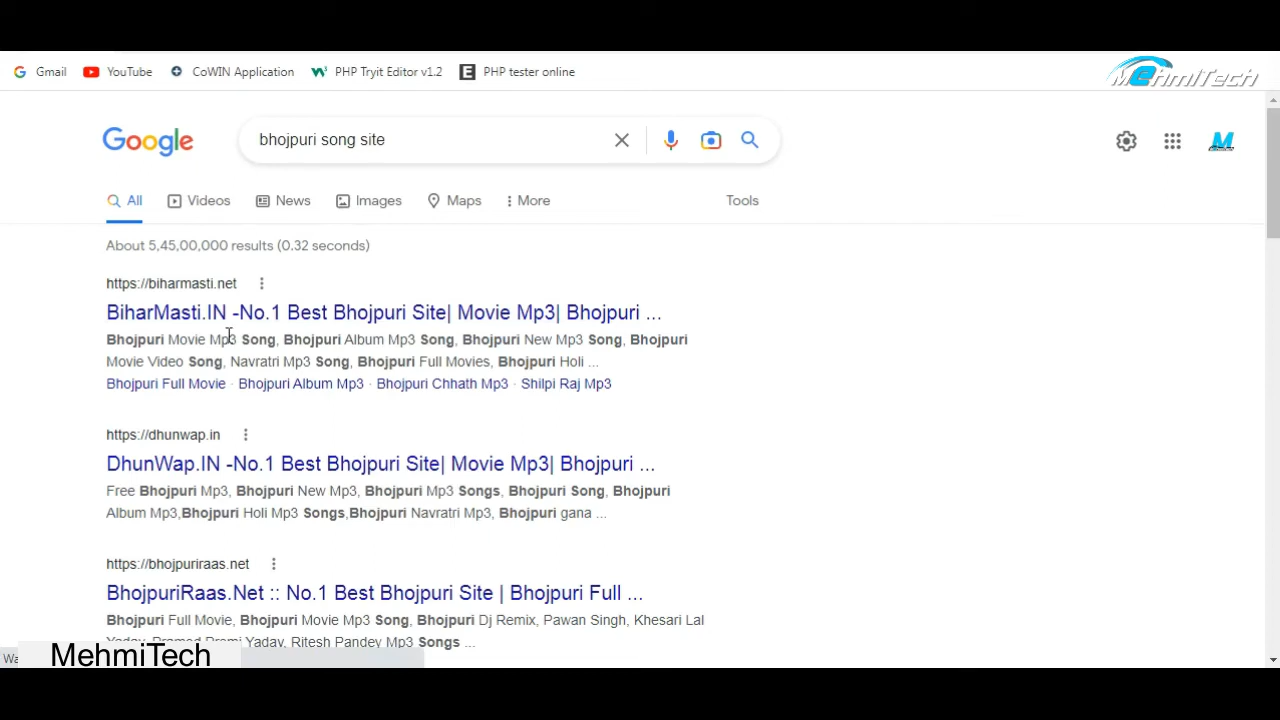 Gmail YouTube CoWIN Application PHP Tryit Editor v1.2 PHP tester online
MehmiTech
Google bhojpuri song site
All Videos News Images Maps More Tools
About 5,45,00,000 results (0.32 seconds)
https://biharmasti.net
BiharMasti.IN -No.1 Best Bhojpuri Site| Movie Mp3| Bhojpuri ...
Bhojpuri Movie Mp3 Song, Bhojpuri Album Mp3 Song, Bhojpuri New Mp3 Song, Bhojpuri
Movie Video Song, Navratri Mp3 Song, Bhojpuri Full Movies, Bhojpuri Holi ...
Bhojpuri Full Movie · Bhojpuri Album Mp3 · Bhojpuri Chhath Mp3 · Shilpi Raj Mp3
https://dhunwap.in
DhunWap.IN -No.1 Best Bhojpuri Site| Movie Mp3| Bhojpuri ...
Free Bhojpuri Mp3, Bhojpuri New Mp3, Bhojpuri Mp3 Songs, Bhojpuri Song, Bhojpuri
Album Mp3,Bhojpuri Holi Mp3 Songs,Bhojpuri Navratri Mp3, Bhojpuri gana ...
https://bhojpuriraas.net
BhojpuriRaas.Net :: No.1 Best Bhojpuri Site | Bhojpuri Full ...
Bhojpuri Full Movie, Bhojpuri Movie Mp3 Song, Bhojpuri Dj Remix, Pawan Singh, Khesari Lal
Yadav, Pramod Premi Yadav, Ritesh Pandey Mp3 Songs ...
MehmiTech